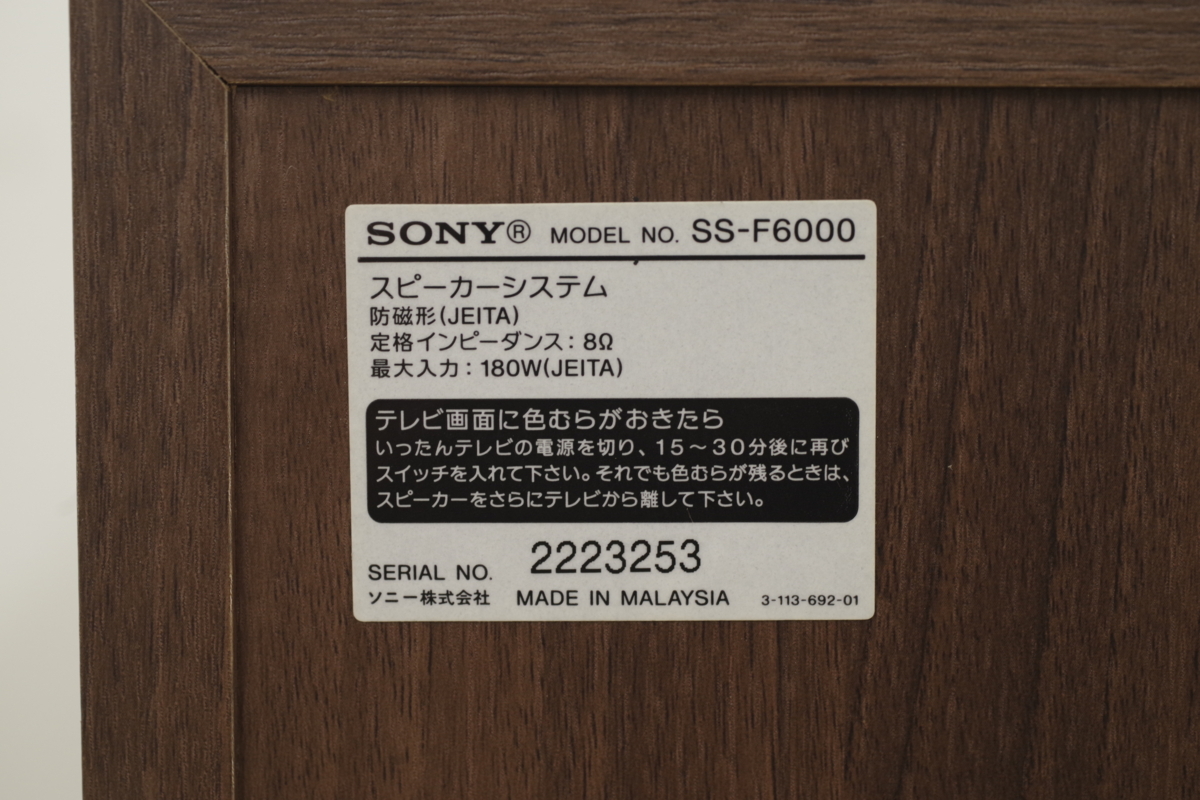 SONY® MODEL NO. SS-F6000
スピーカーシステム
防磁形(JEITA)
定格インピーダンス：8Ω
最大入力：180W(JEITA)
テレビ画面に色むらがおきたら
いったんテレビの電源を切り、15～30分後に再び
スイッチを入れて下さい。それでも色むらが残るときは、
スピーカーをさらにテレビから離して下さい。
SERIAL NO. 2223253
ソニー株式会社 MADE IN MALAYSIA 3-113-692-01